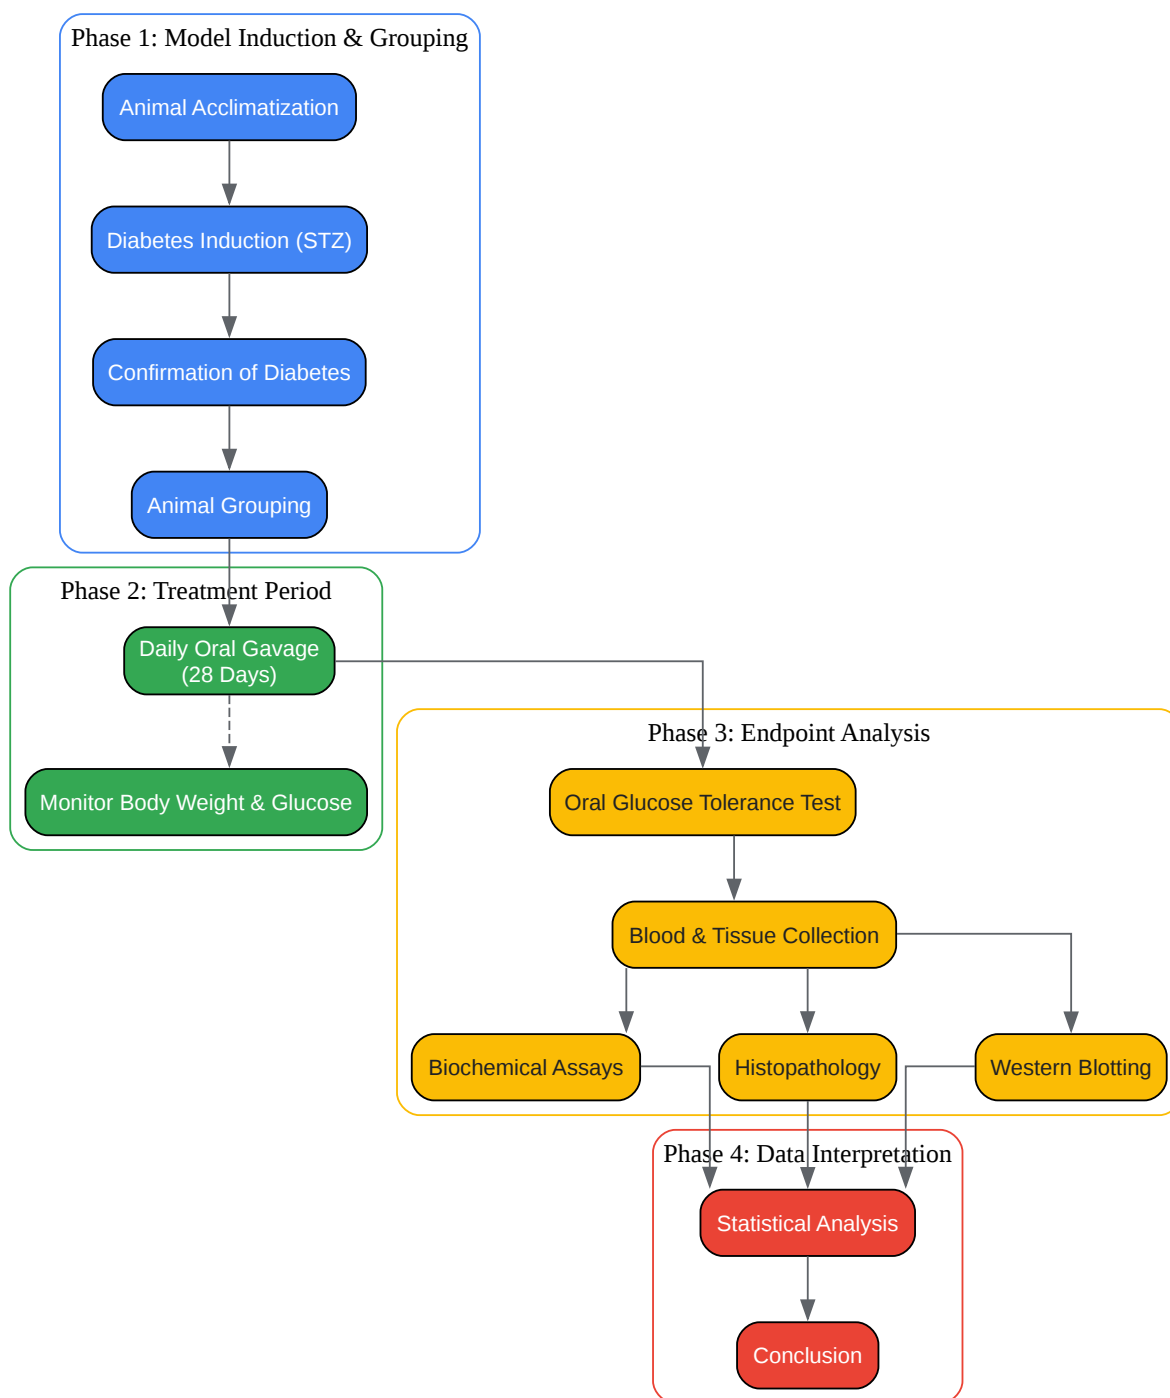 Phase 1: Model Induction & Grouping
Animal Acclimatization
Diabetes Induction (STZ)
Confirmation of Diabetes
Animal Grouping
Phase 2: Treatment Period
Daily Oral Gavage
(28 Days)
Monitor Body Weight & Glucose
Phase 3: Endpoint Analysis
Oral Glucose Tolerance Test
Blood & Tissue Collection
Biochemical Assays
Histopathology
Western Blotting
Phase 4: Data Interpretation
Statistical Analysis
Conclusion